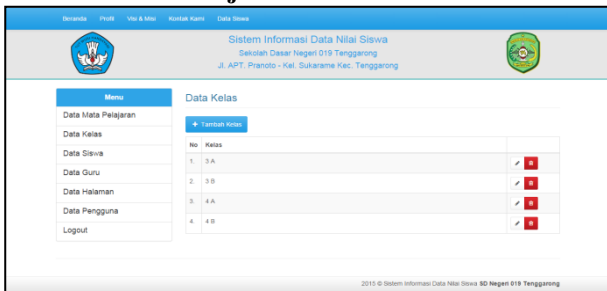 Beranda Profil Visi & Misi Kontak Kami Data Siswa
Sistem Informasi Data Nilai Siswa
Sekolah Dasar Negeri 019 Tenggarong
Jl. APT. Pranoto - Kel. Sukarame Kec. Tenggarong
Menu
Data Mata Pelajaran
Data Kelas
Data Siswa
Data Guru
Data Halaman
Data Pengguna
Logout
Data Kelas
+ Tambah Kelas
No Kelas
1. 3 A
2. 3 B
3. 4 A
4. 4 B
2015 © Sistem Informasi Data Nilai Siswa SD Negeri 019 Tenggarong